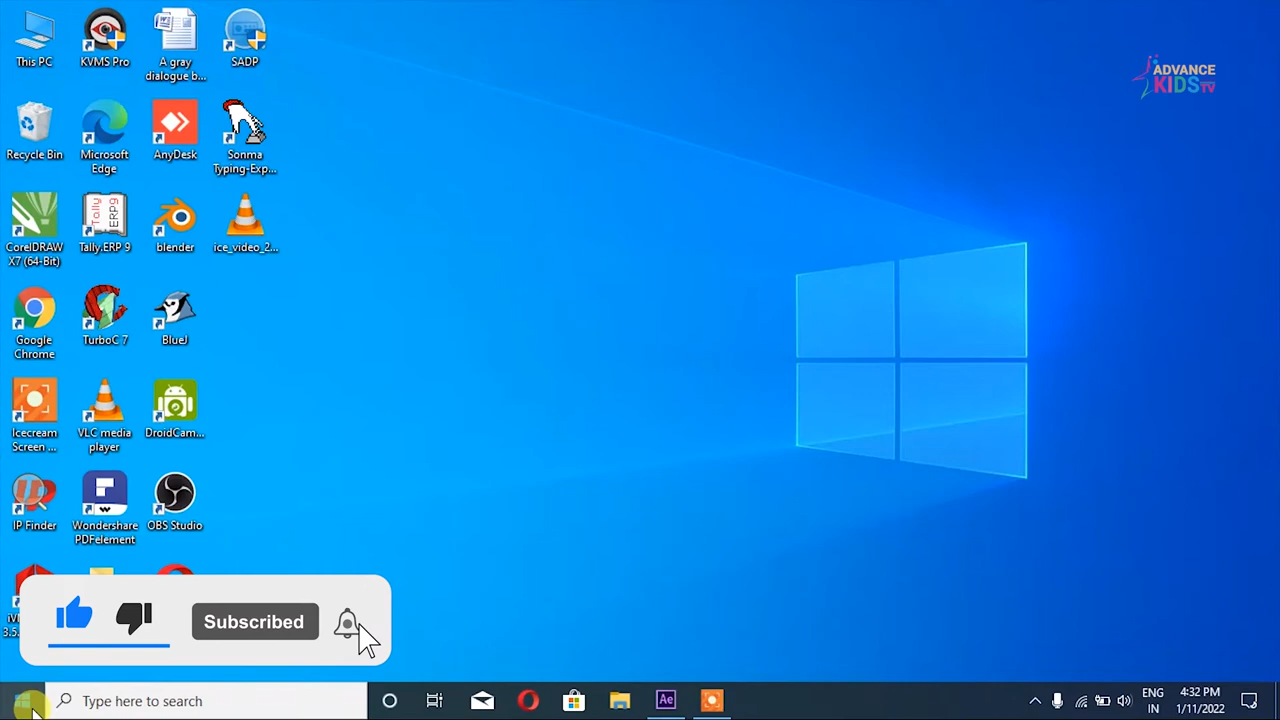 ADVANCE
KIDSTV
This PC
KVMS Pro
A gray
dialogue b...
SADP
Recycle Bin
Microsoft
Edge
AnyDesk
Sonma
Typing-Exp...
CorelDRAW
X7 (64-Bit)
Tally.ERP 9
blender
ice_video_2...
Google
Chrome
TurboC 7
BlueJ
Icecream
Screen ...
VLC media
player
DroidCam...
IP Finder
Wondershare
PDFelement
OBS Studio
Subscribed
Type here to search
Ae
ENG
IN
4:32 PM
1/11/2022